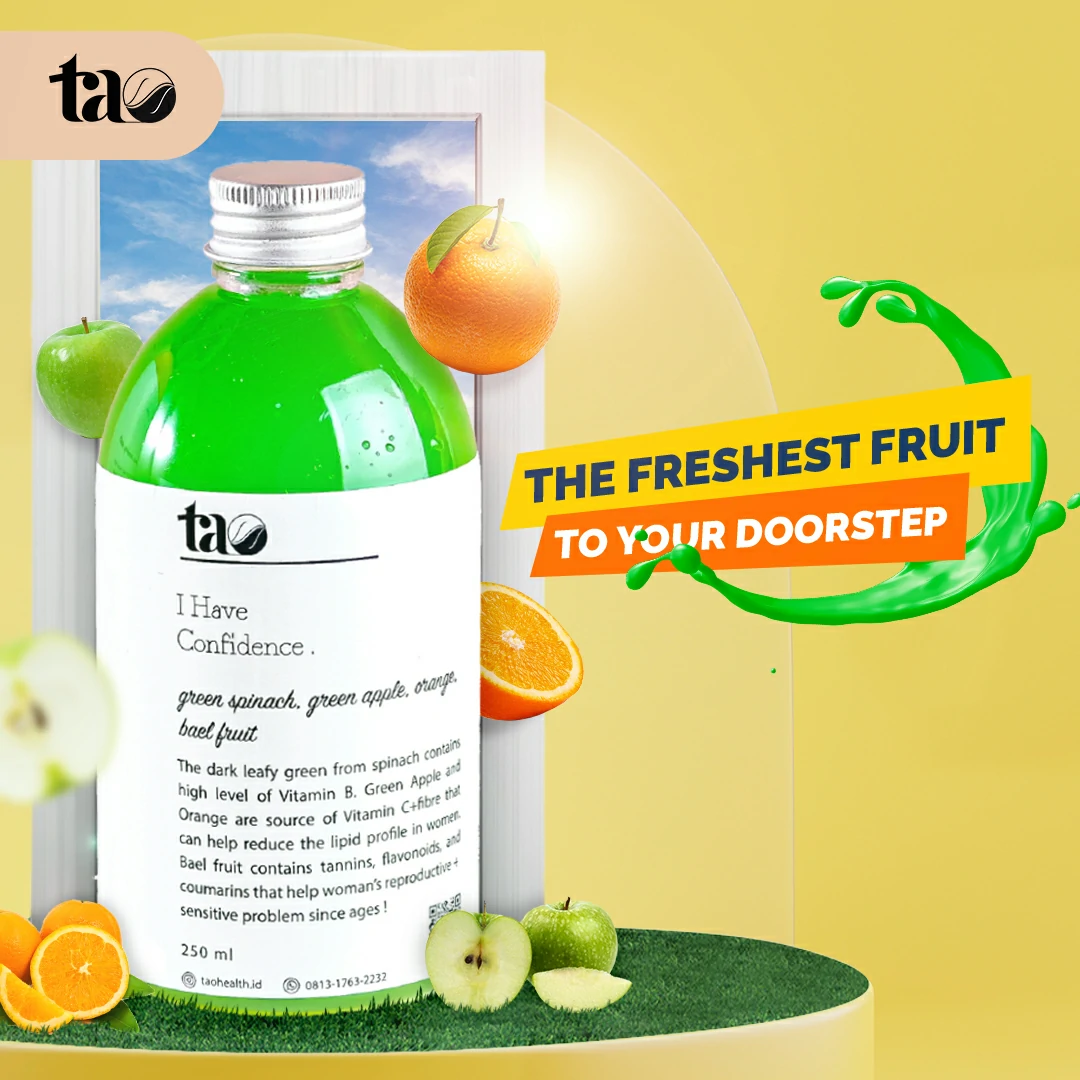 tao
THE FRESHEST FRUIT
TO YOUR DOORSTEP
tao
I Have
Confidence .
green spinach, green apple, orange,
bael fruit
The dark leafy green from spinach contains
high level of Vitamin B. Green Apple and
Orange are source of Vitamin C+fibre that
can help reduce the lipid profile in women.
Bael fruit contains tannins, flavonoids, and
coumarins that help woman's reproductive +
sensitive problem since ages !
250 ml
taohealth.id 0813-1763-2232